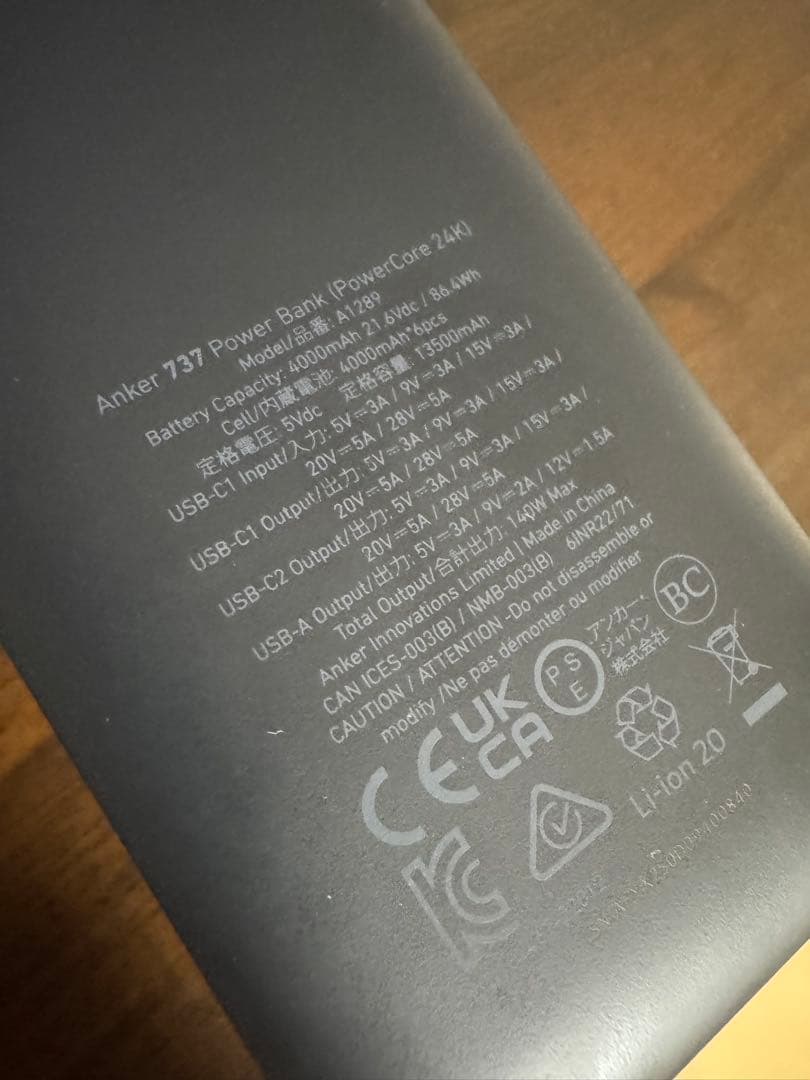 Anker 737 Power Bank (PowerCore 24K)
Model/品番: A1289
Battery Capacity: 4000mAh 21.6Vdc / 86.4Wh
Cell/内蔵電池: 4000mAh*6pcs
定格電圧: 5Vdc 定格容量: 13500mAh
USB-C1 Input/入力: 5V⎓3A / 9V⎓3A / 15V⎓3A /
20V⎓5A / 28V⎓5A
USB-C1 Output/出力: 5V⎓3A / 9V⎓3A / 15V⎓3A /
20V⎓5A / 28V⎓5A
USB-C2 Output/出力: 5V⎓3A / 9V⎓3A / 15V⎓3A /
20V⎓5A / 28V⎓5A
USB-A Output/出力: 5V⎓3A / 9V⎓2A / 12V⎓1.5A
Total Output/合計出力: 140W Max
Anker Innovations Limited | Made in China
CAN ICES-003(B) / NMB-003(B) 6INR22/71
CAUTION / ATTENTION -Do not disassemble or
modify /Ne pas démonter ou modifier
CE UK
CA
PS
E
アンカー・
ジャパン
株式会社
BC
KC
Li-ion 20